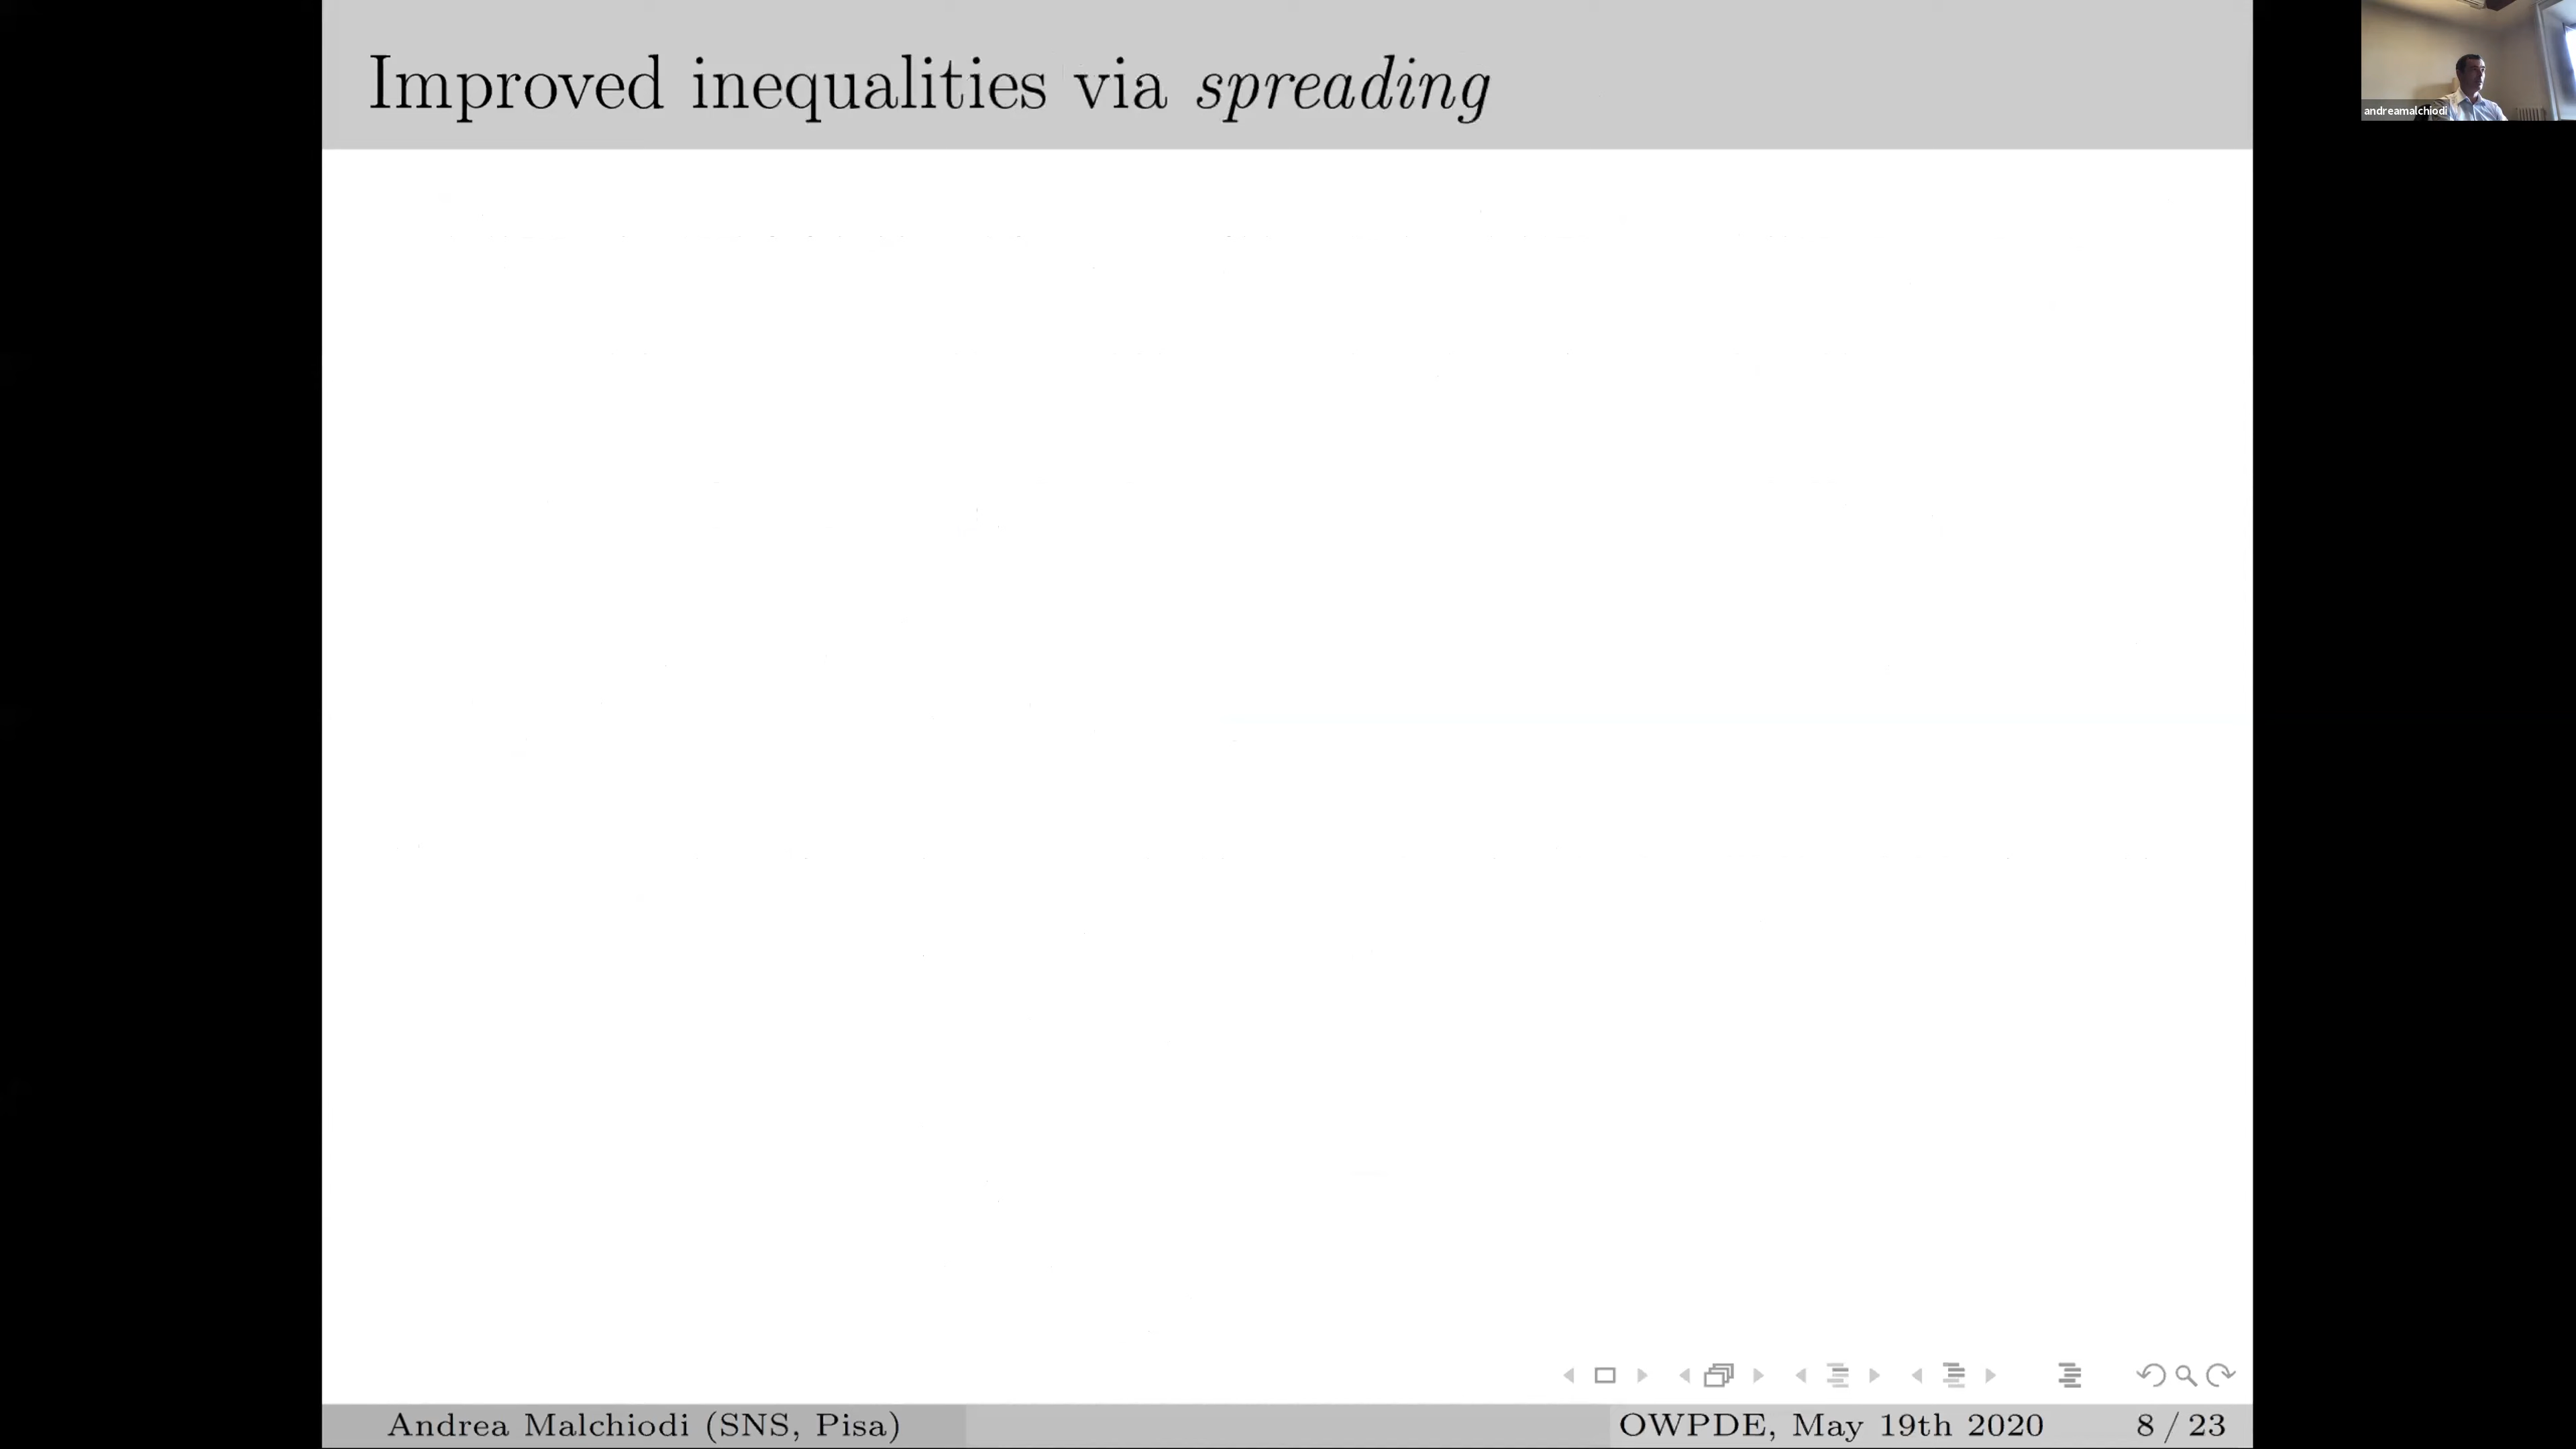 Improved inequalities via spreading
andreamalchiodi
Andrea Malchiodi (SNS, Pisa)
OWPDE, May 19th 2020
8 / 23